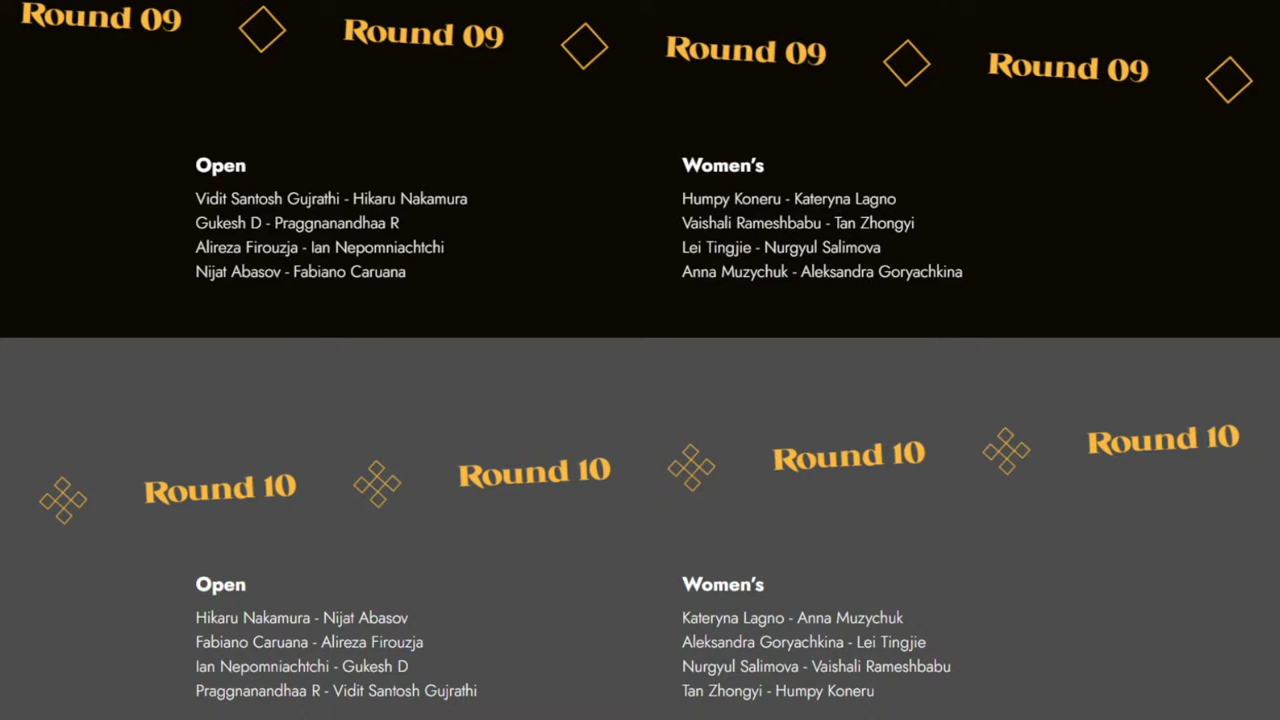 Round 09 Round 09 Round 09 Round 09
Open
Vidit Santosh Gujrathi - Hikaru Nakamura
Gukesh D - Praggnanandhaa R
Alireza Firouzja - Ian Nepomniachtchi
Nijat Abasov - Fabiano Caruana
Women's
Humpy Koneru - Kateryna Lagno
Vaishali Rameshbabu - Tan Zhongyi
Lei Tingjie - Nurgyul Salimova
Anna Muzychuk - Aleksandra Goryachkina
Round 10 Round 10 Round 10 Round 10
Open
Hikaru Nakamura - Nijat Abasov
Fabiano Caruana - Alireza Firouzja
Ian Nepomniachtchi - Gukesh D
Praggnanandhaa R - Vidit Santosh Gujrathi
Women's
Kateryna Lagno - Anna Muzychuk
Aleksandra Goryachkina - Lei Tingjie
Nurgyul Salimova - Vaishali Rameshbabu
Tan Zhongyi - Humpy Koneru